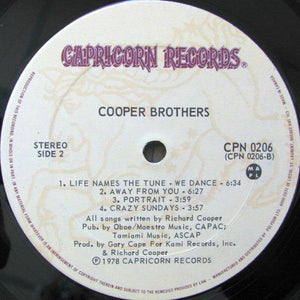 CAPRICORN RECORDS®
COOPER BROTHERS
STEREO
SIDE 2
CPN 0206
(CPN 0206-B)
MAPL
1. LIFE NAMES THE TUNE - WE DANCE - 6:34
2. AWAY FROM YOU - 6:27
3. PORTRAIT - 3:59
4. CRAZY SUNDAYS - 3:57
All songs written by Richard Cooper
Pub. by Oboe/Maestro Music, CAPAC;
Tamiami Music, ASCAP
Prod. by Gary Cape For Kami Records, Inc.
& Richard Cooper
℗ 1978 CAPRICORN RECORDS